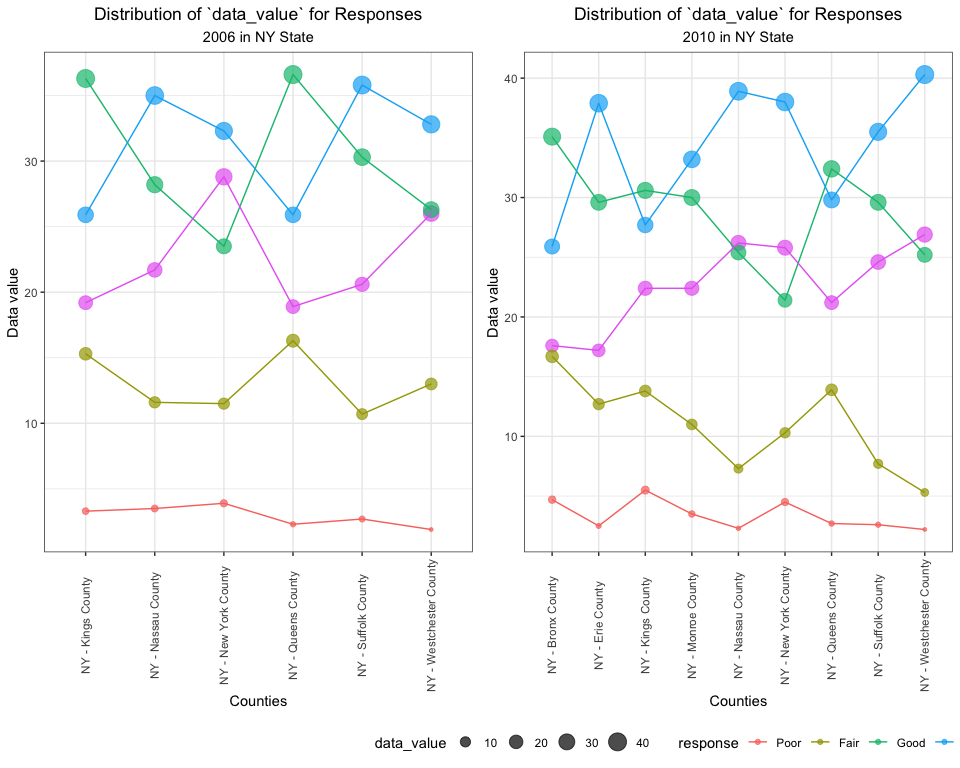 Distribution of `data_value` for Responses
2006 in NY State
Data value
30
20
10
NY - Kings County
NY - Nassau County
NY - New York County
NY - Queens County
NY - Suffolk County
NY - Westchester County
Counties
Distribution of `data_value` for Responses
2010 in NY State
Data value
40
30
20
10
NY - Bronx County
NY - Erie County
NY - Kings County
NY - Monroe County
NY - Nassau County
NY - New York County
NY - Queens County
NY - Suffolk County
NY - Westchester County
Counties
data_value 10 20 30 40 response Poor Fair Good